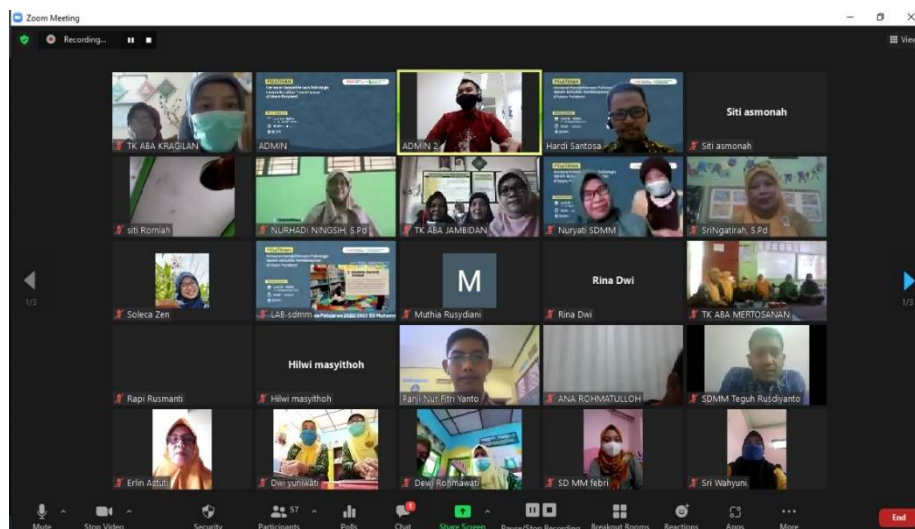 Zoom Meeting
Recording...
View
TK ABA KRAGILAN
PELATIHAN
ADMIN
ADMIN 2
Hardi Santosa
Siti asmonah
Siti asmonah
siti Romlah
NURHADI NINGSIH, S.Pd
TK ABA JAMBIDAN
Nuryati SDMM
SriNgatirah, S.Pd
1/3
1/3
Soleca Zen
LAB-sdmm
M
Muthia Rusydiani
Rina Dwi
Rina Dwi
TK ABA MERTOSANAN
Rapi Rusmanti
Hilwi masyithoh
Hilwi masyithoh
Panji Nur Fitri Yanto
ANA ROHMATULLOH
SDMM Teguh Rusdiyanto
Erlin Astuti
Dwi yuniwati
Dewi Rohmawati
SD MM febri
Sri Wahyuni
57
1
Mute
Stop Video
Security
Participants
Polls
Chat
Share Screen
Pause/Stop Recording
Breakout Rooms
Reactions
Apps
More
End